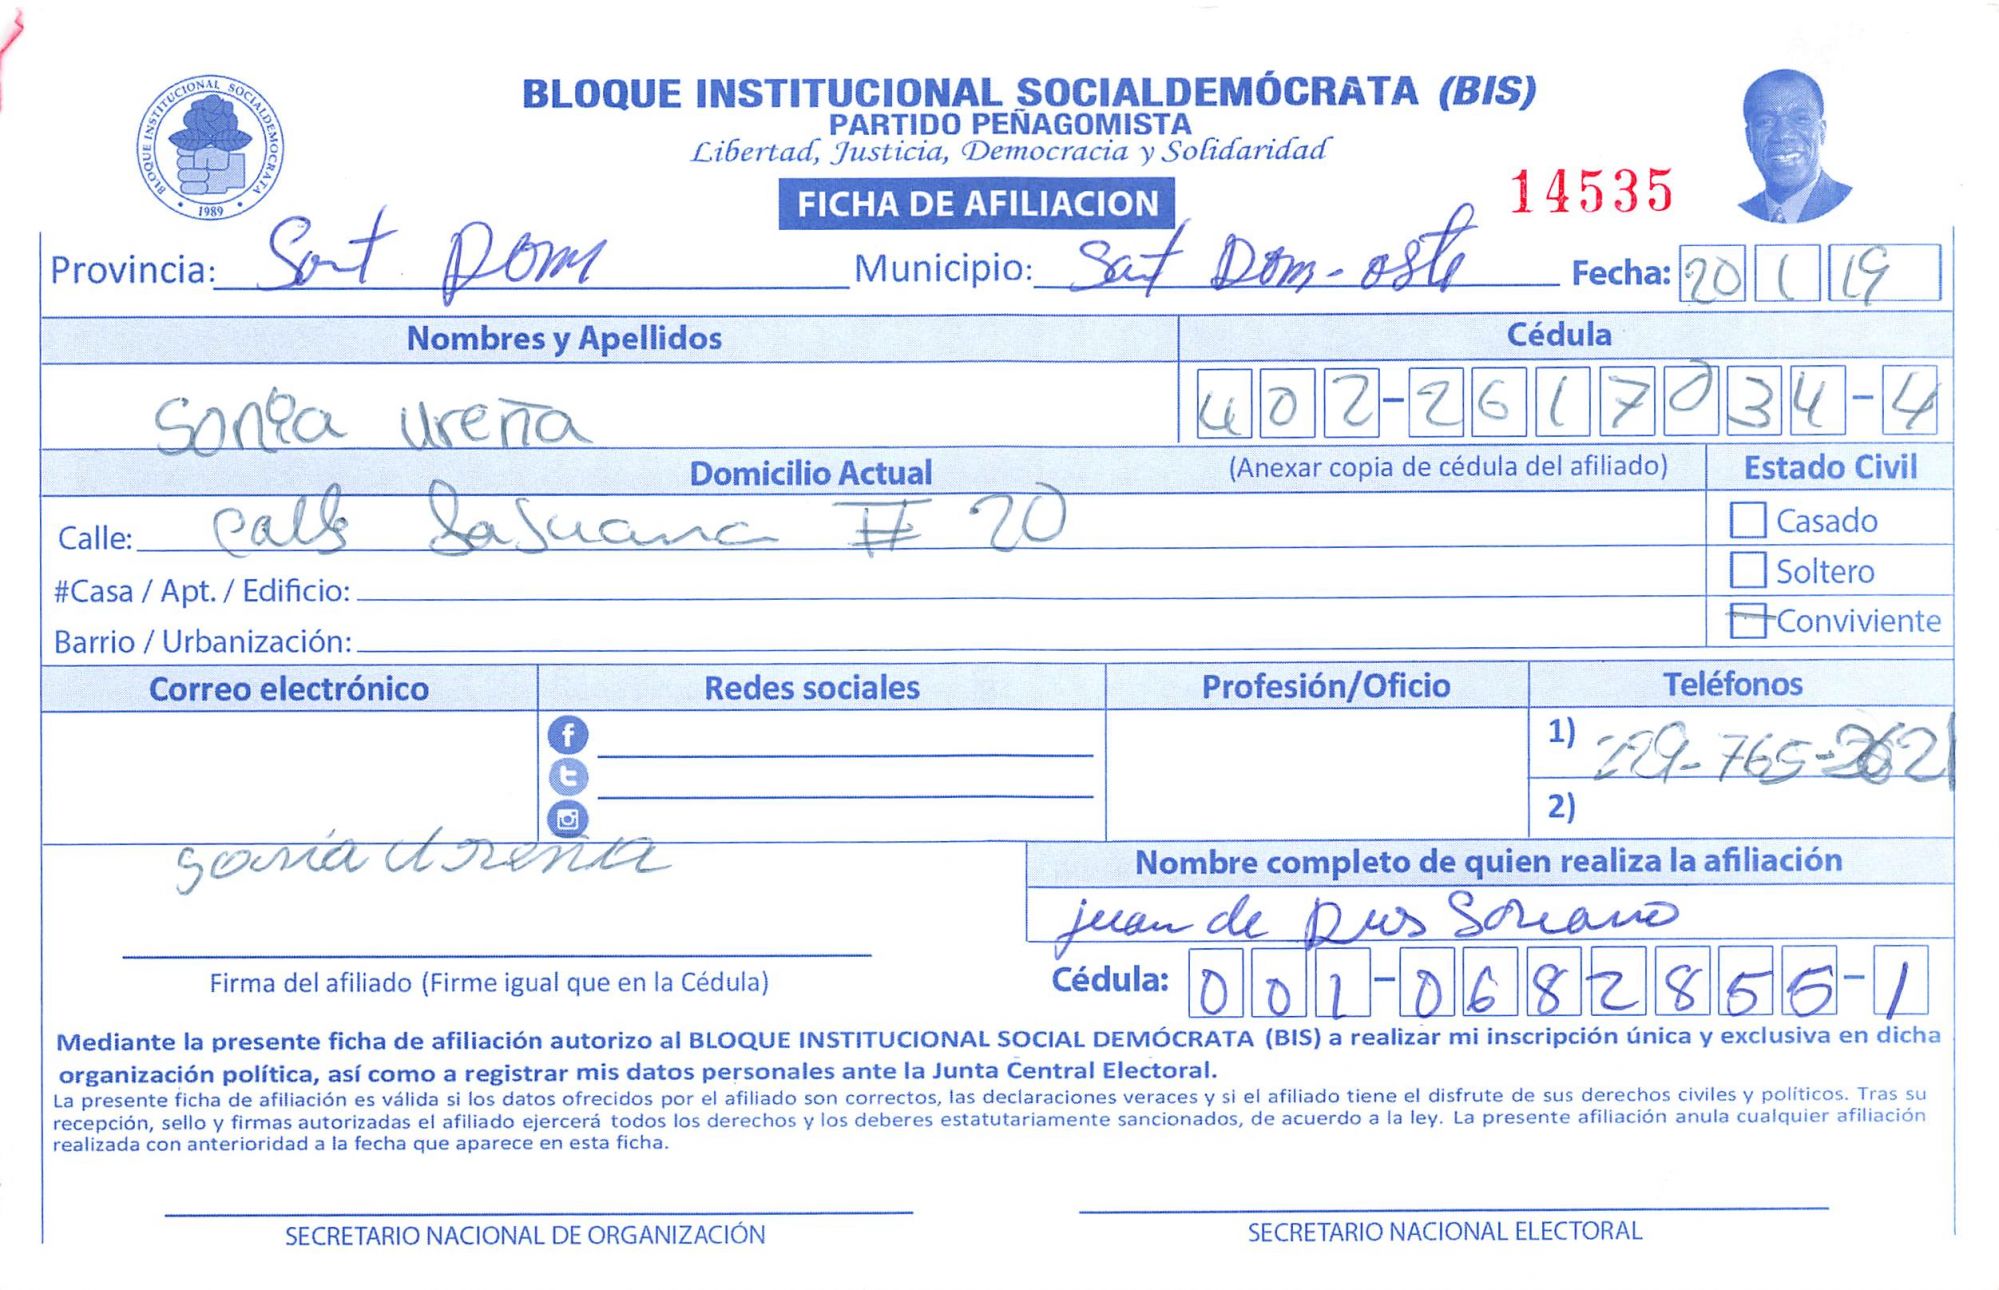 BLOQUE INSTITUCIONAL SOCIALDEMÓCRATA (BIS)
PARTIDO PEÑAGOMISTA
Libertad, Justicia, Democracia y Solidaridad
BLOQUE INSTITUCIONAL SOCIALDEMOCRATA
1989
FICHA DE AFILIACION
14535
Provincia: Sant Dom Municipio: Sant Dom-oste Fecha: 20 1 19
Nombres y Apellidos Cédula
Sonia Ureña 402-2617034-4
Domicilio Actual (Anexar copia de cédula del afiliado) Estado Civil
Calle: Calle La Juana # 20 Casado
#Casa / Apt. / Edificio: Soltero
Barrio / Urbanización: Conviviente
Correo electrónico Redes sociales Profesión/Oficio Teléfonos
1) 829-765-2621
2)
Sonia Ureña
Nombre completo de quien realiza la afiliación
juan de Dios Soriano
Firma del afiliado (Firme igual que en la Cédula) Cédula: 001-0682855-1
Mediante la presente ficha de afiliación autorizo al BLOQUE INSTITUCIONAL SOCIAL DEMÓCRATA (BIS) a realizar mi inscripción única y exclusiva en dicha
organización política, así como a registrar mis datos personales ante la Junta Central Electoral.
La presente ficha de afiliación es válida si los datos ofrecidos por el afiliado son correctos, las declaraciones veraces y si el afiliado tiene el disfrute de sus derechos civiles y políticos. Tras su
recepción, sello y firmas autorizadas el afiliado ejercerá todos los derechos y los deberes estatutariamente sancionados, de acuerdo a la ley. La presente afiliación anula cualquier afiliación
realizada con anterioridad a la fecha que aparece en esta ficha.
SECRETARIO NACIONAL DE ORGANIZACIÓN SECRETARIO NACIONAL ELECTORAL